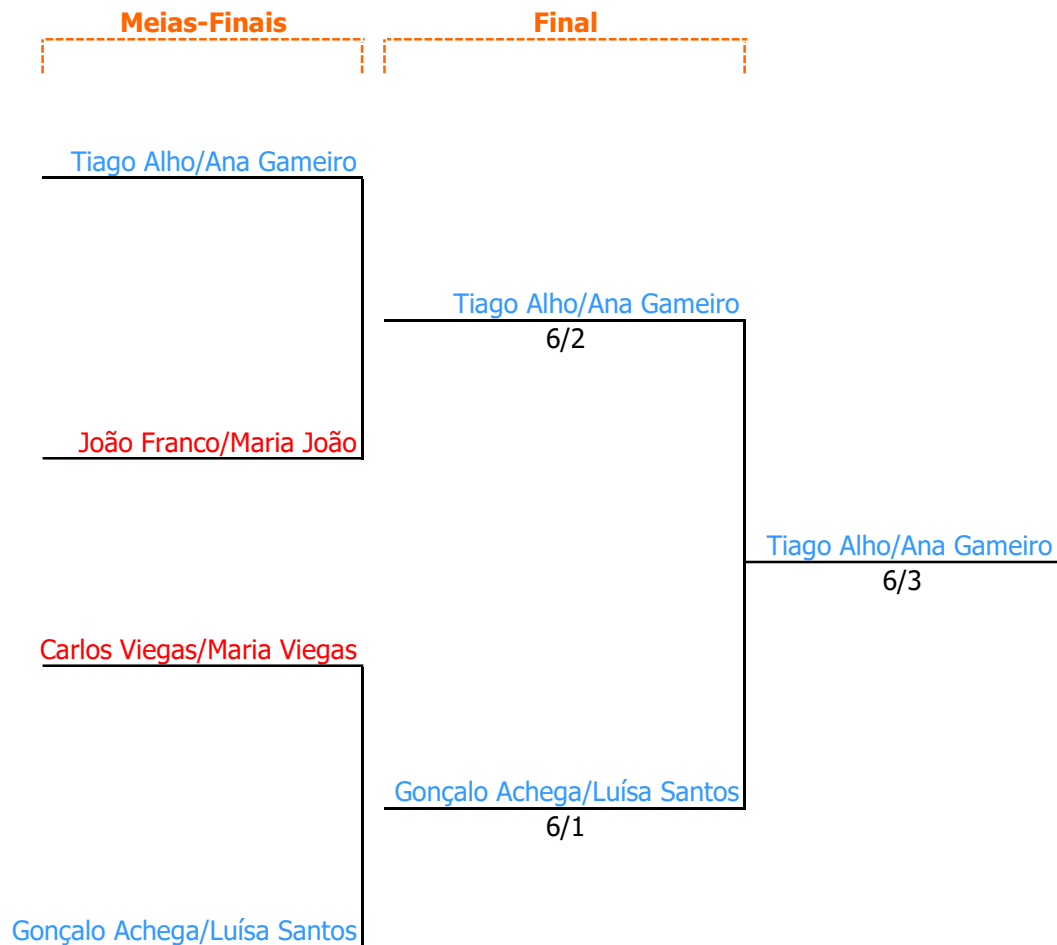 Meias-Finais
Final
Tiago Alho/Ana Gameiro
Tiago Alho/Ana Gameiro
6/2
João Franco/Maria João
Tiago Alho/Ana Gameiro
6/3
Carlos Viegas/Maria Viegas
Gonçalo Achega/Luísa Santos
6/1
Gonçalo Achega/Luísa Santos